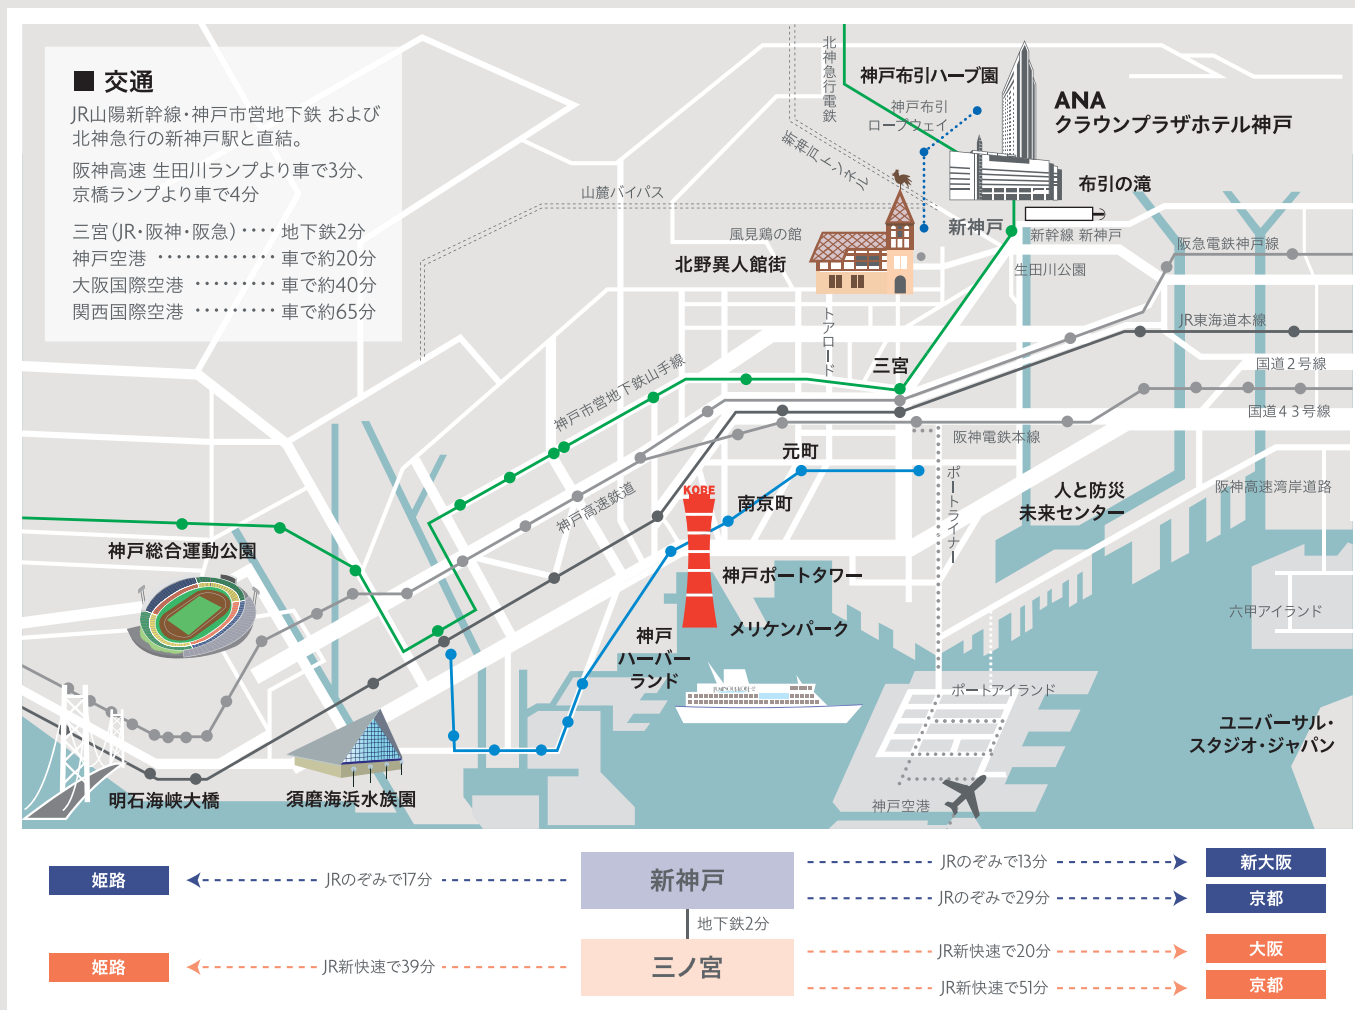 ■ 交通
JR山陽新幹線・神戸市営地下鉄 および
北神急行の新神戸駅と直結。
阪神高速 生田川ランプより車で3分、
京橋ランプより車で4分
三宮(JR・阪神・阪急)・・・・ 地下鉄2分
神戸空港 ・・・・・・・・・・・・・ 車で約20分
大阪国際空港 ・・・・・・・・・・ 車で約40分
関西国際空港 ・・・・・・・・・・ 車で約65分
北神急行電鉄
神戸布引ハーブ園
神戸布引
ロープウェイ
ANA
クラウンプラザホテル神戸
新神戸トンネル
山麓バイパス
布引の滝
新神戸
新幹線 新神戸
風見鶏の館
北野異人館街
阪急電鉄神戸線
生田川公園
トアロード
JR東海道本線
三宮
国道2号線
神戸市営地下鉄山手線
国道43号線
阪神電鉄本線
元町
ポートライナー
KOBE
南京町
人と防災
未来センター
阪神高速湾岸道路
神戸高速鉄道
神戸総合運動公園
神戸ポートタワー
六甲アイランド
メリケンパーク
神戸
ハーバー
ランド
ポートアイランド
ユニバーサル・
スタジオ・ジャパン
明石海峡大橋
須磨海浜水族園
神戸空港
姫路
JRのぞみで17分
新神戸
JRのぞみで13分
新大阪
JRのぞみで29分
京都
地下鉄2分
姫路
JR新快速で39分
三ノ宮
JR新快速で20分
大阪
JR新快速で51分
京都